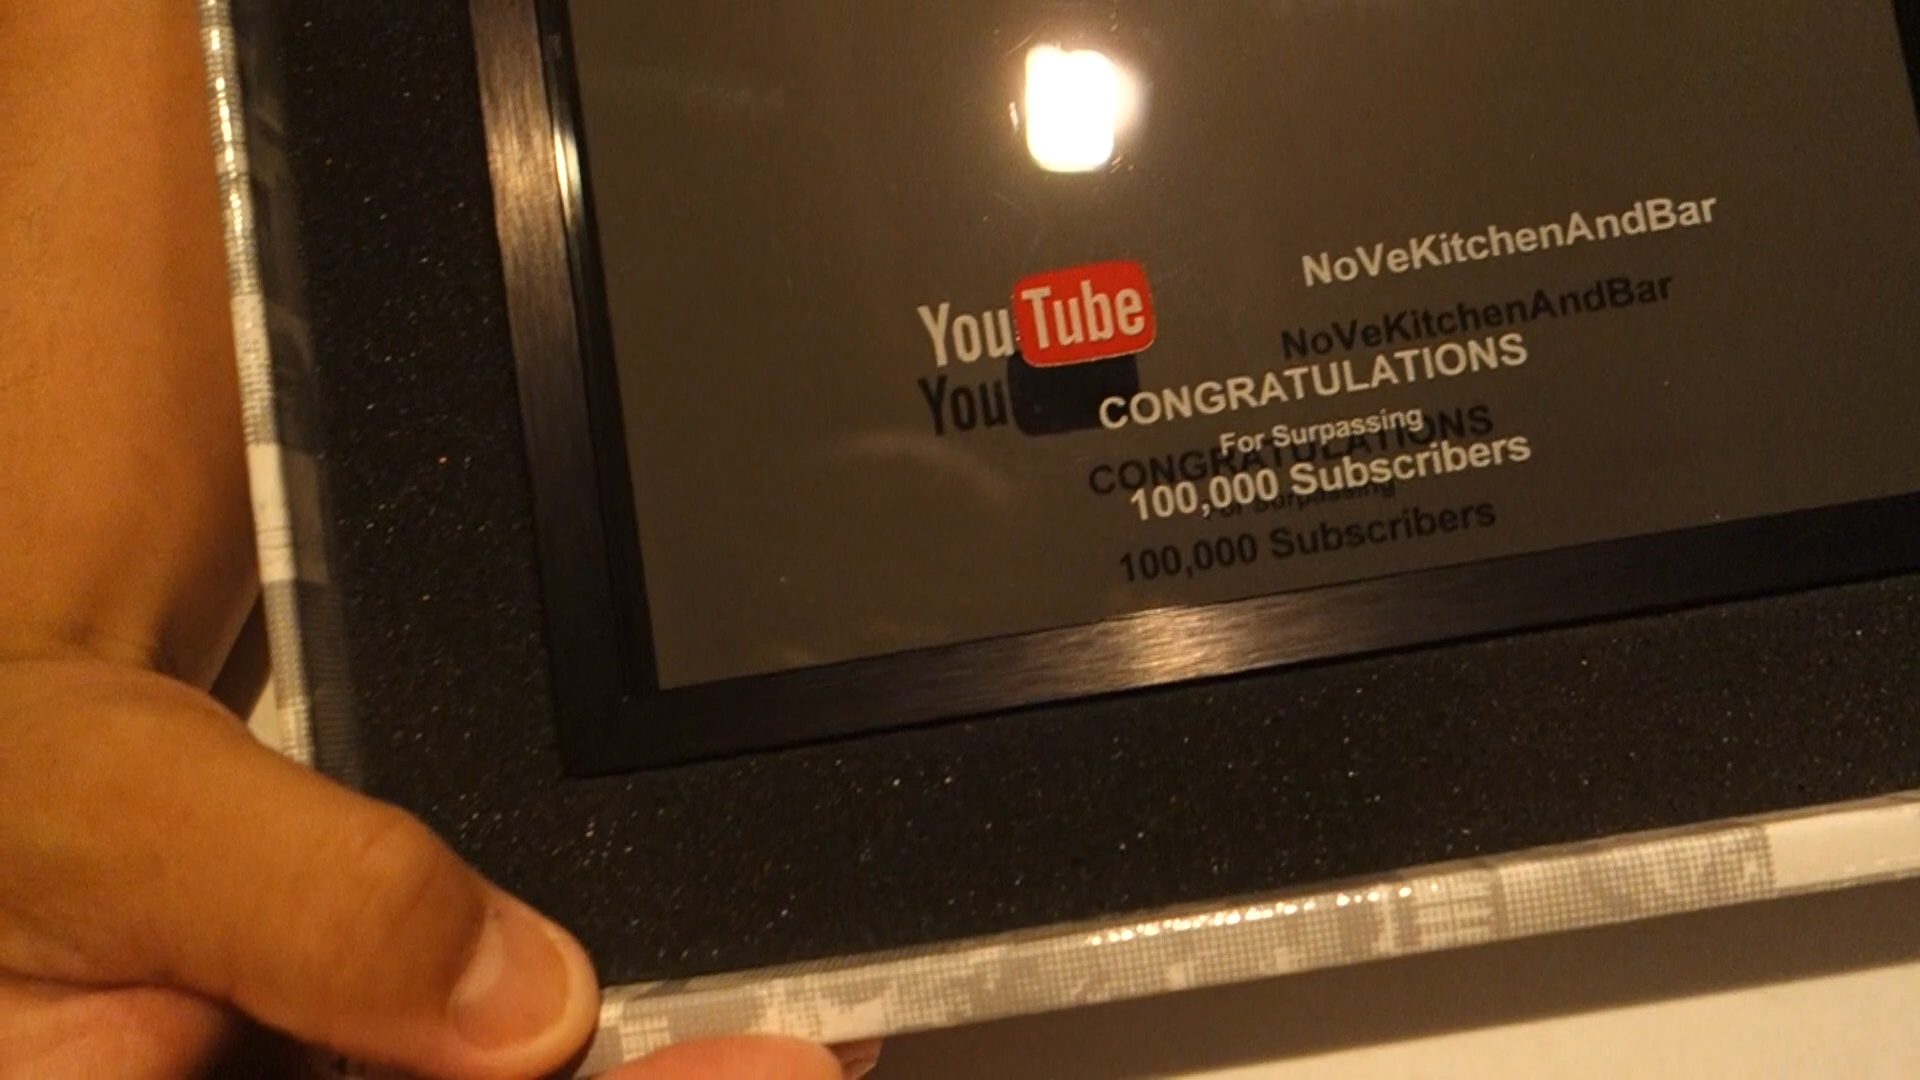 NoVeKitchenAndBar
YouTube
CONGRATULATIONS
For Surpassing
100,000 Subscribers